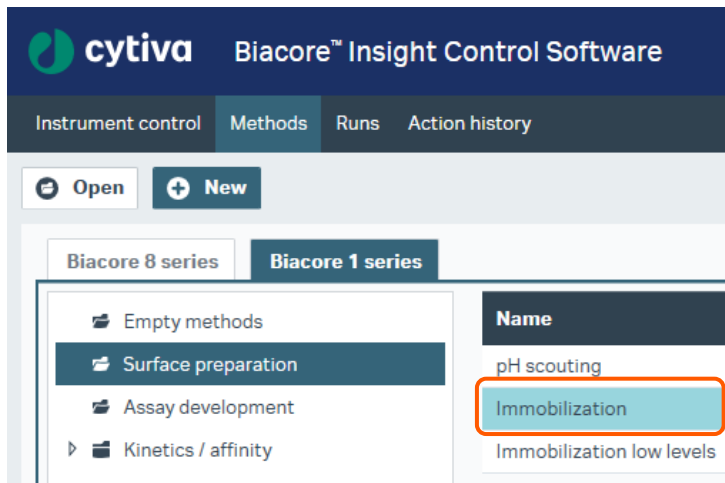 cytiva Biacore™ Insight Control Software
Instrument control Methods Runs Action history
Open New
Biacore 8 series Biacore 1 series
Empty methods
Surface preparation
Assay development
Kinetics / affinity
Name
pH scouting
Immobilization
Immobilization low levels